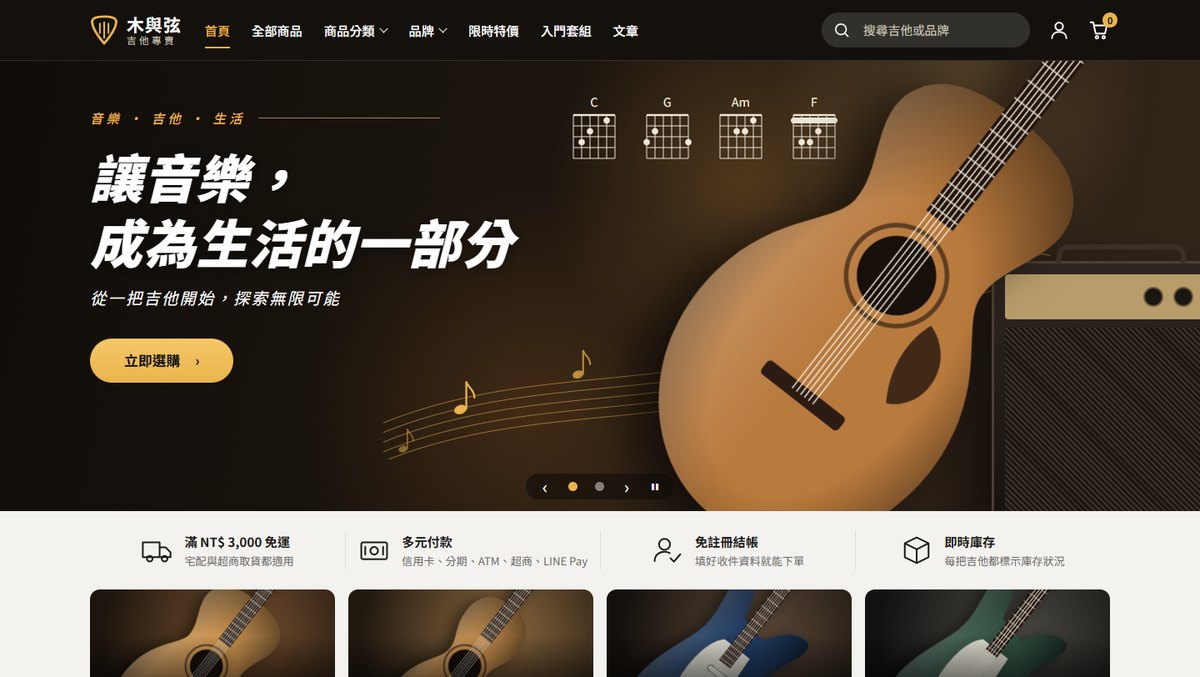 木與弦
吉他專賣
首頁
全部商品
商品分類
品牌
限時特價
入門套組
文章
搜尋吉他或品牌
0
音樂 · 吉他 · 生活
讓音樂，
成為生活的一部分
從一把吉他開始，探索無限可能
立即選購 ›
C
G
Am
F
滿 NT$ 3,000 免運
宅配與超商取貨都適用
多元付款
信用卡、分期、ATM、超商、LINE Pay
免註冊結帳
填好收件資料就能下單
即時庫存
每把吉他都標示庫存狀況